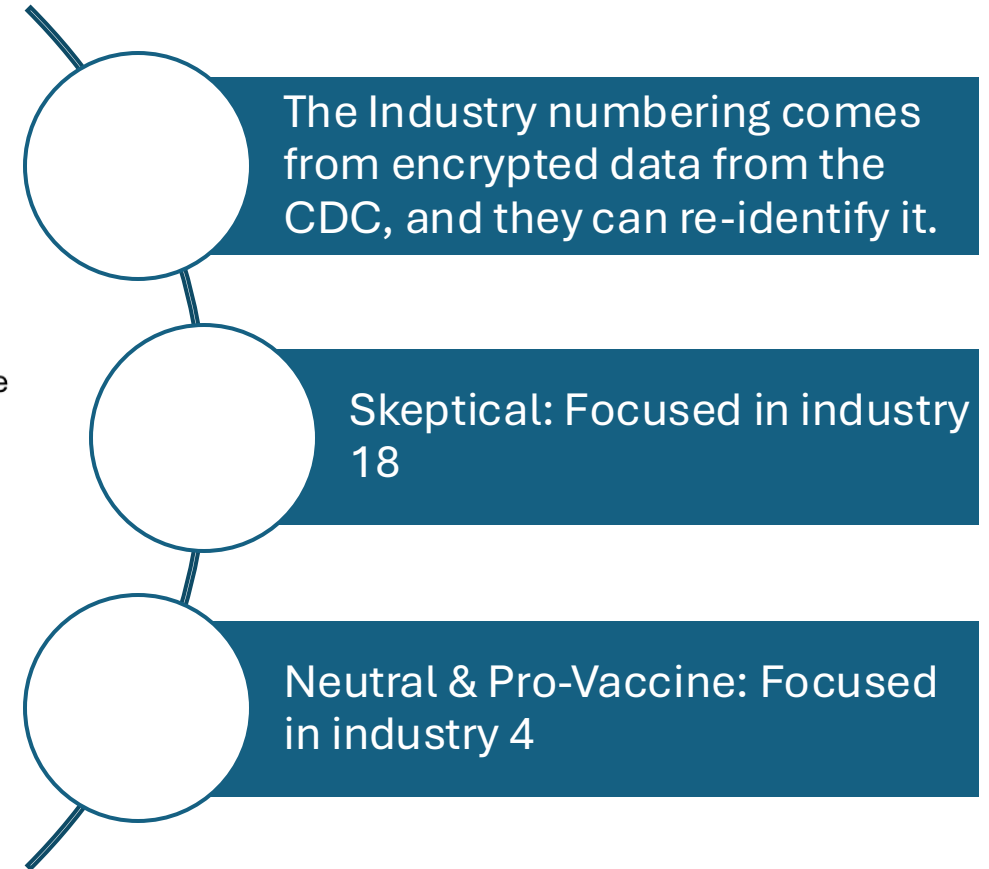 The Industry numbering comes
from encrypted data from the
CDC, and they can re-identify it.
e
Skeptical: Focused in industry
18
Neutral & Pro-Vaccine: Focused
in industry 4